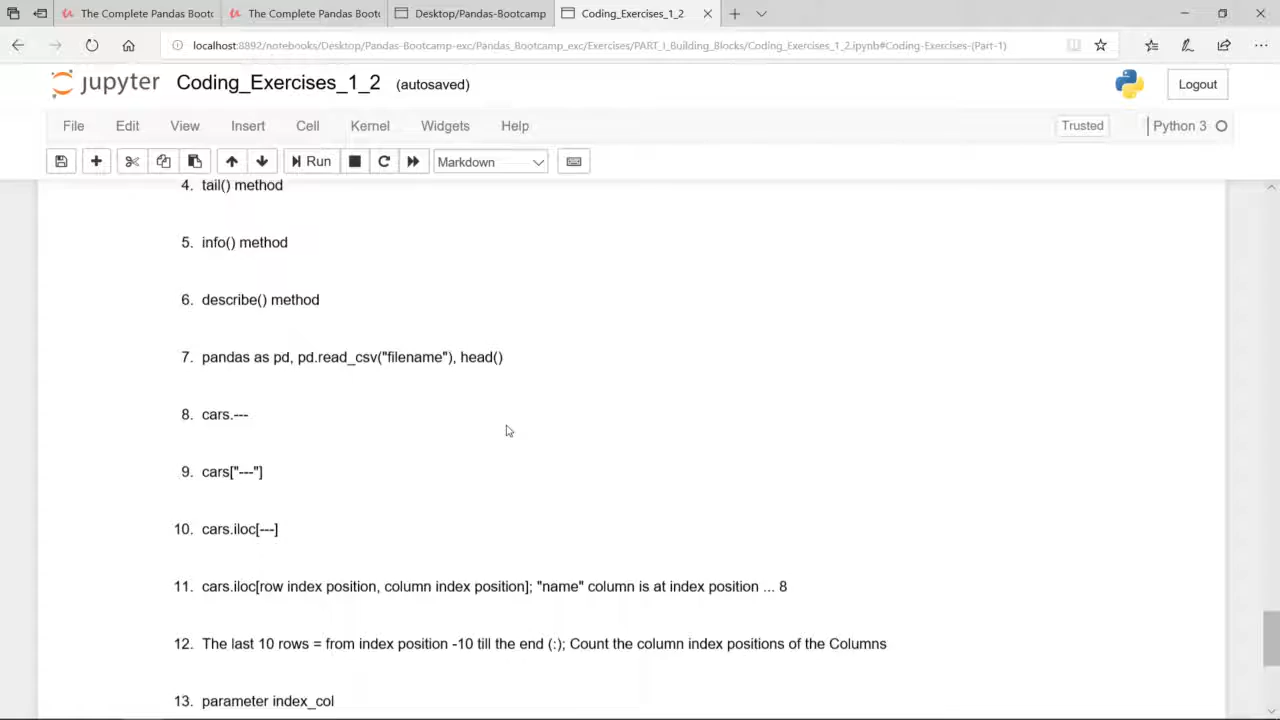 The Complete Pandas Boot
The Complete Pandas Boot
Desktop/Pandas-Bootcamp
Coding_Exercises_1_2
localhost:8892/notebooks/Desktop/Pandas-Bootcamp-exc/Pandas_Bootcamp_exc/Exercises/PART_I_Building_Blocks/Coding_Exercises_1_2.ipynb#Coding-Exercises-(Part-1)
jupyter Coding_Exercises_1_2 (autosaved)
Logout
File Edit View Insert Cell Kernel Widgets Help
Trusted Python 3
Run Markdown
4. tail() method
5. info() method
6. describe() method
7. pandas as pd, pd.read_csv("filename"), head()
8. cars.---
9. cars["---"]
10. cars.iloc[---]
11. cars.iloc[row index position, column index position]; "name" column is at index position ... 8
12. The last 10 rows = from index position -10 till the end (:); Count the column index positions of the Columns
13. parameter index_col